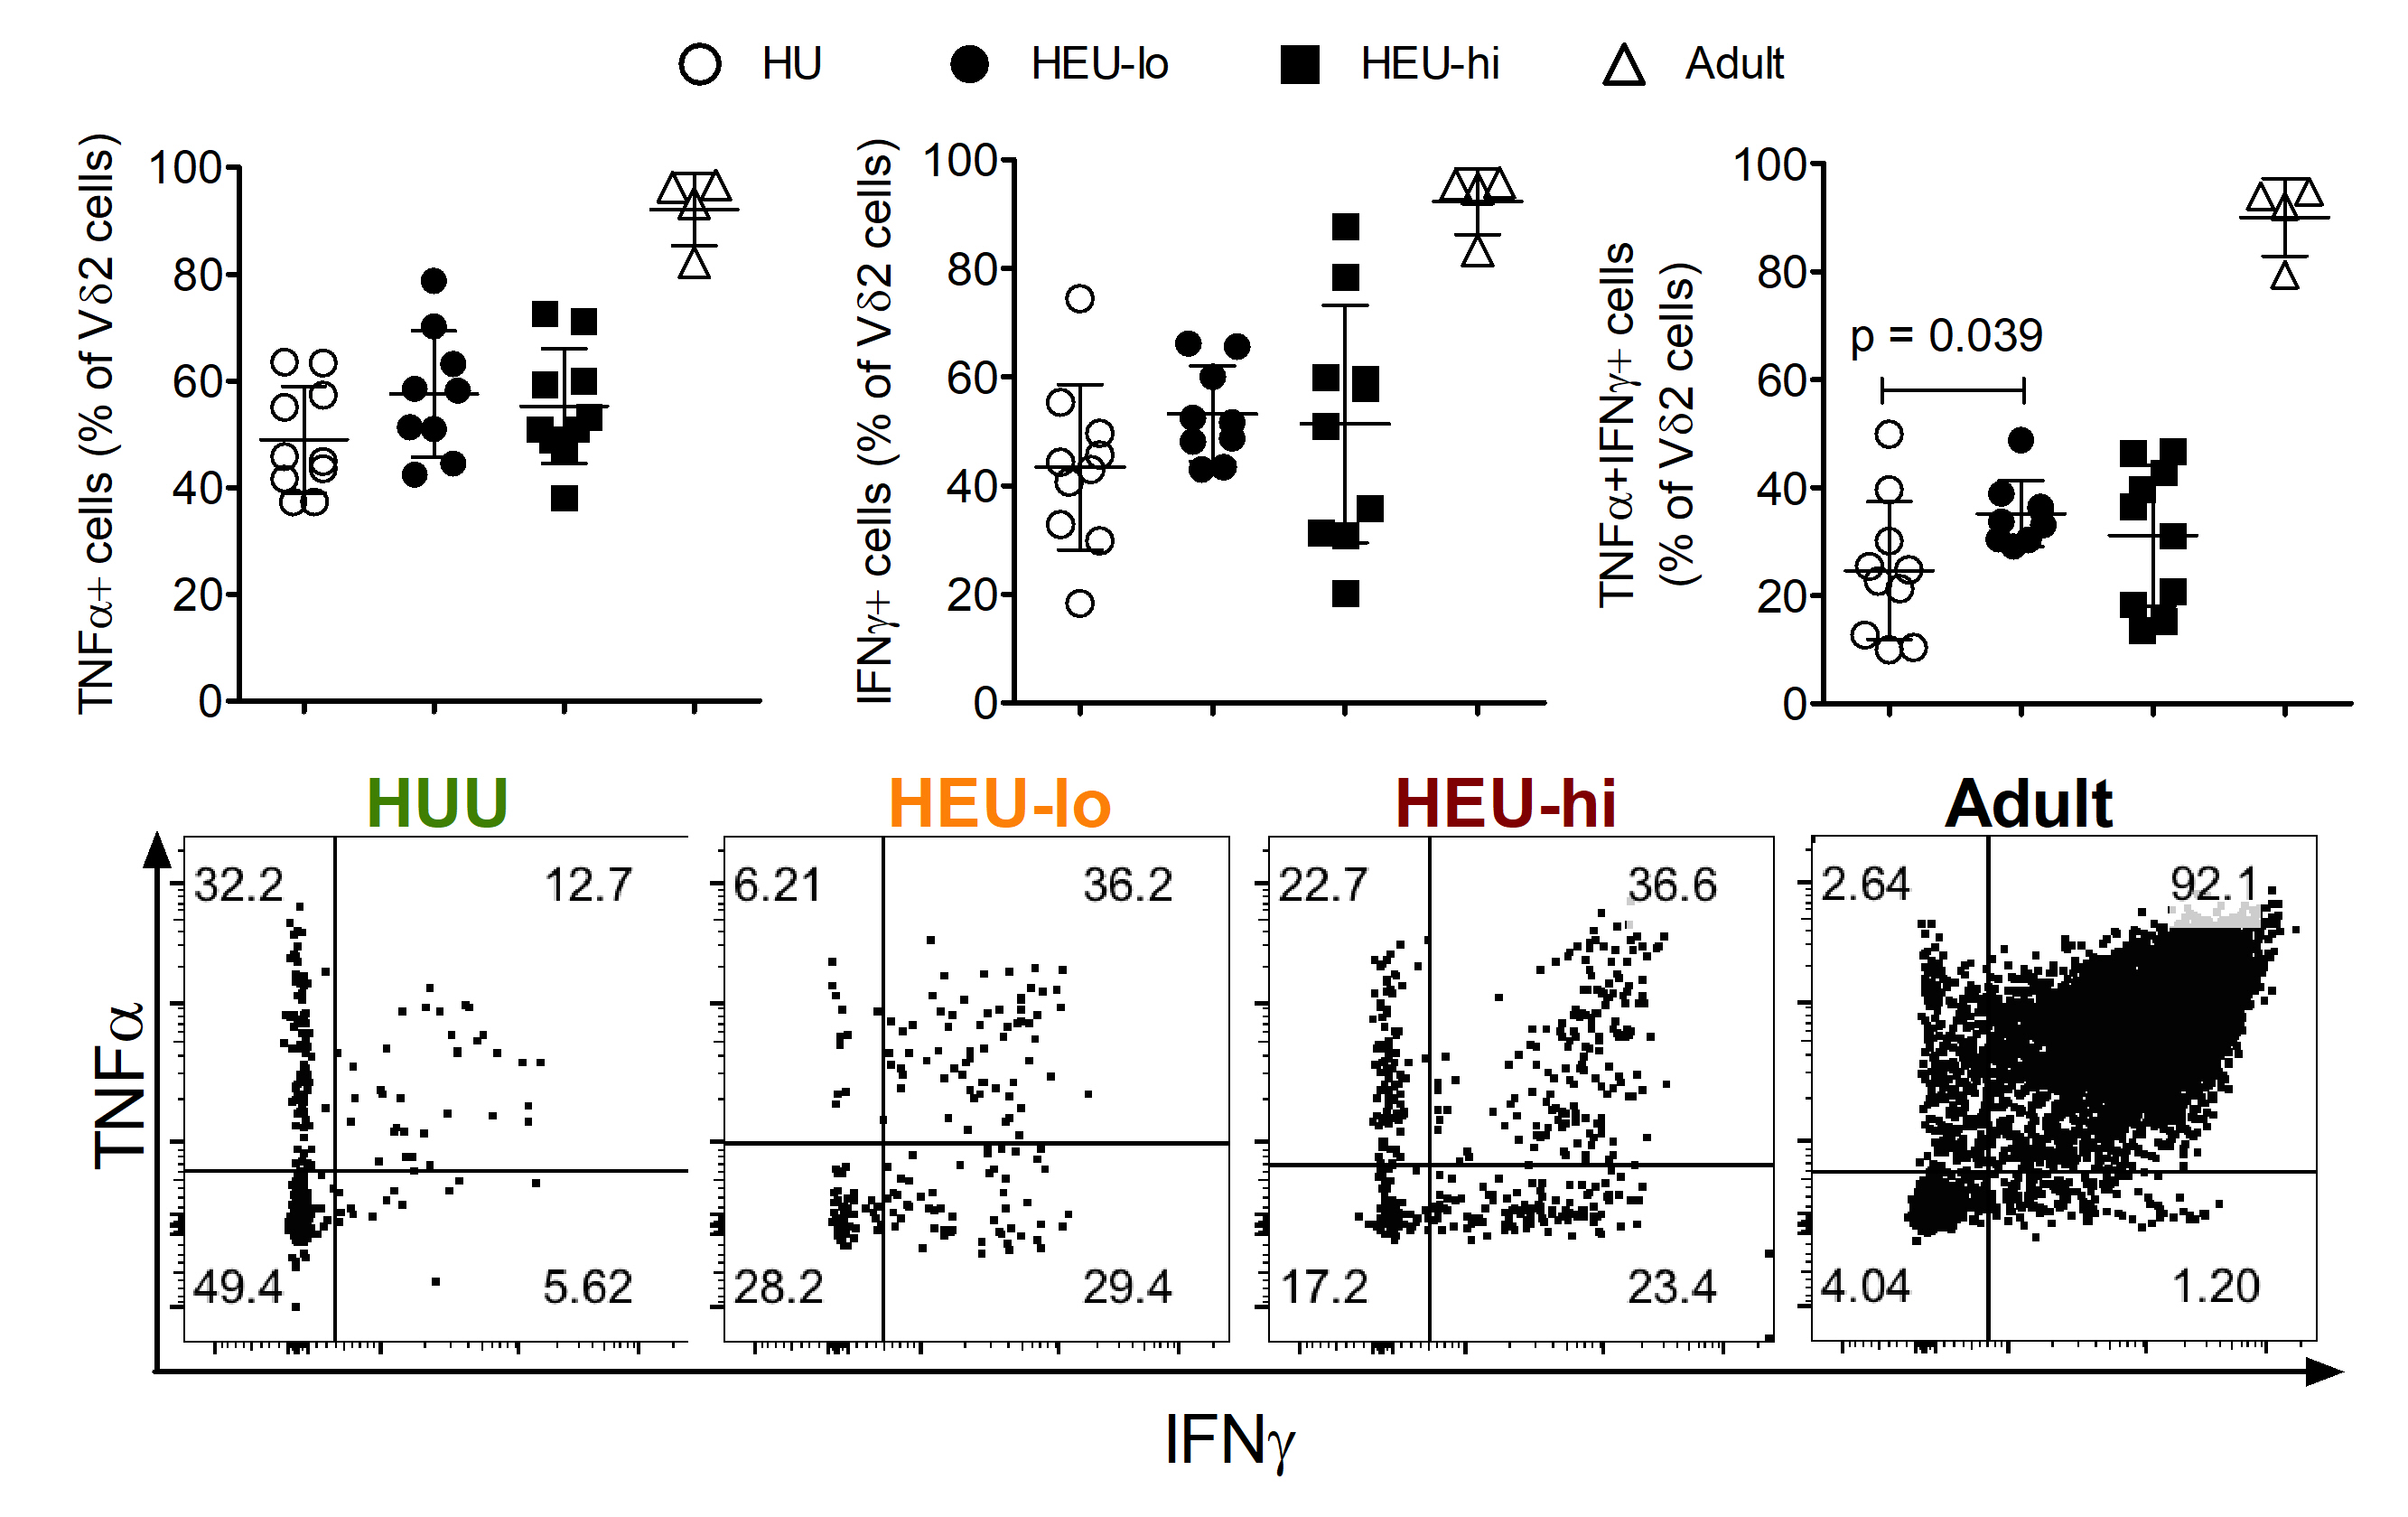 HU HEU-lo HEU-hi Adult
TNFα+ cells (% of Vδ2 cells)
100
80
60
40
20
0
IFNγ+ cells (% of Vδ2 cells)
100
80
60
40
20
0
TNFα+IFNγ+ cells
(% of Vδ2 cells)
100
80
60
40
20
0
p = 0.039
HUU HEU-lo HEU-hi Adult
TNFα
32.2 12.7
49.4 5.62
6.21 36.2
28.2 29.4
22.7 36.6
17.2 23.4
2.64 92.1
4.04 1.20
IFNγ